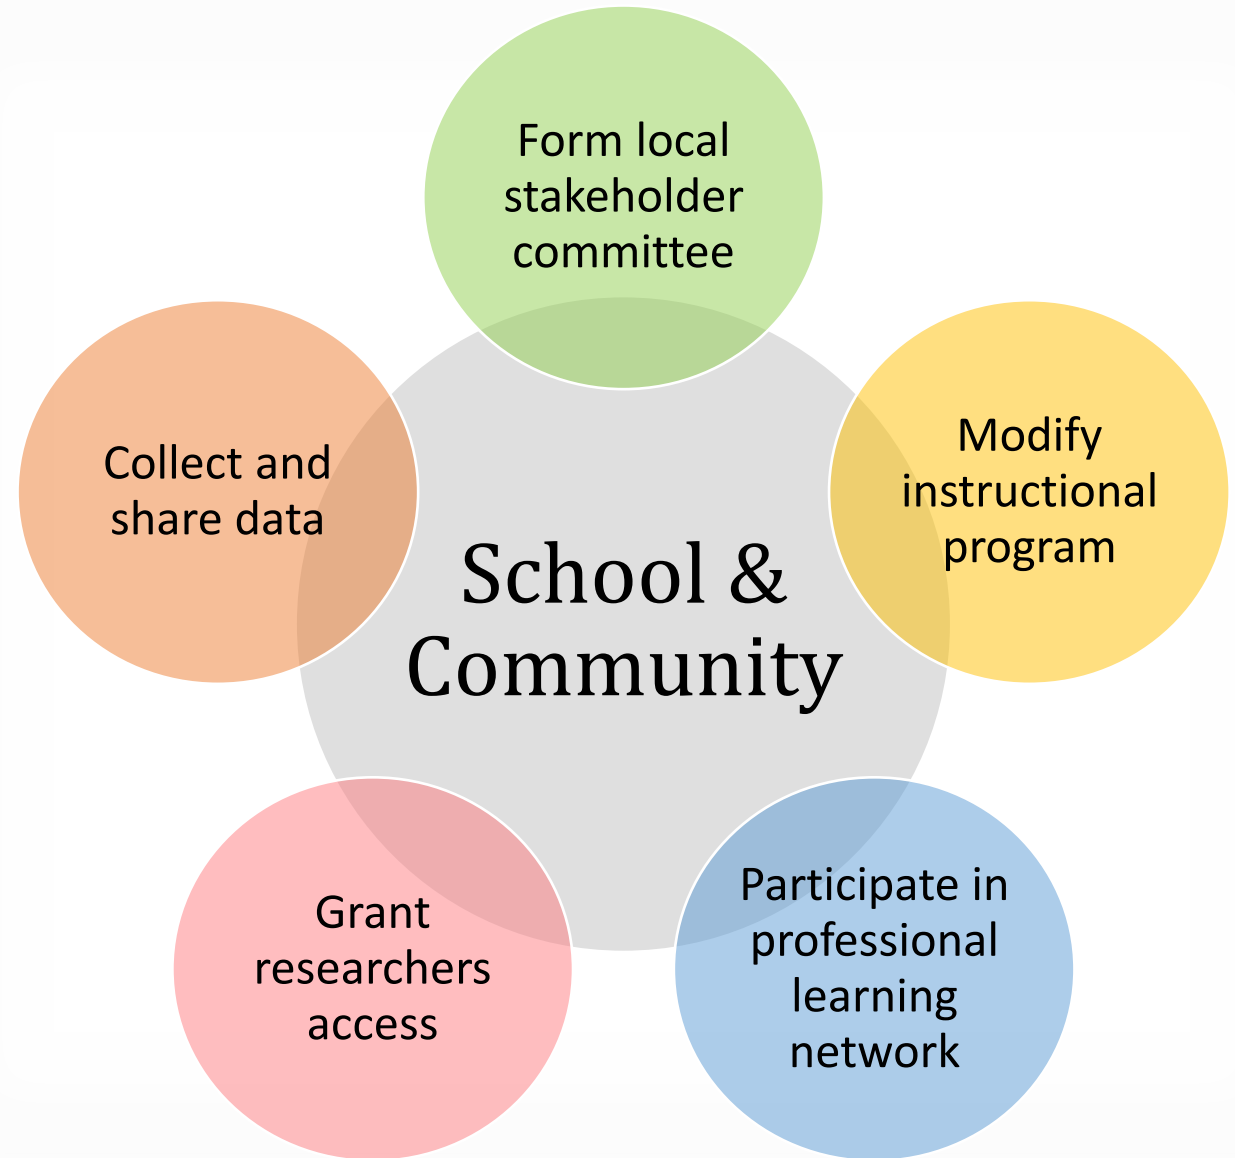 Form local
stakeholder
committee
Modify
instructional
program
Participate in
professional
learning
network
Grant
researchers
access
Collect and
share data
School &
Community